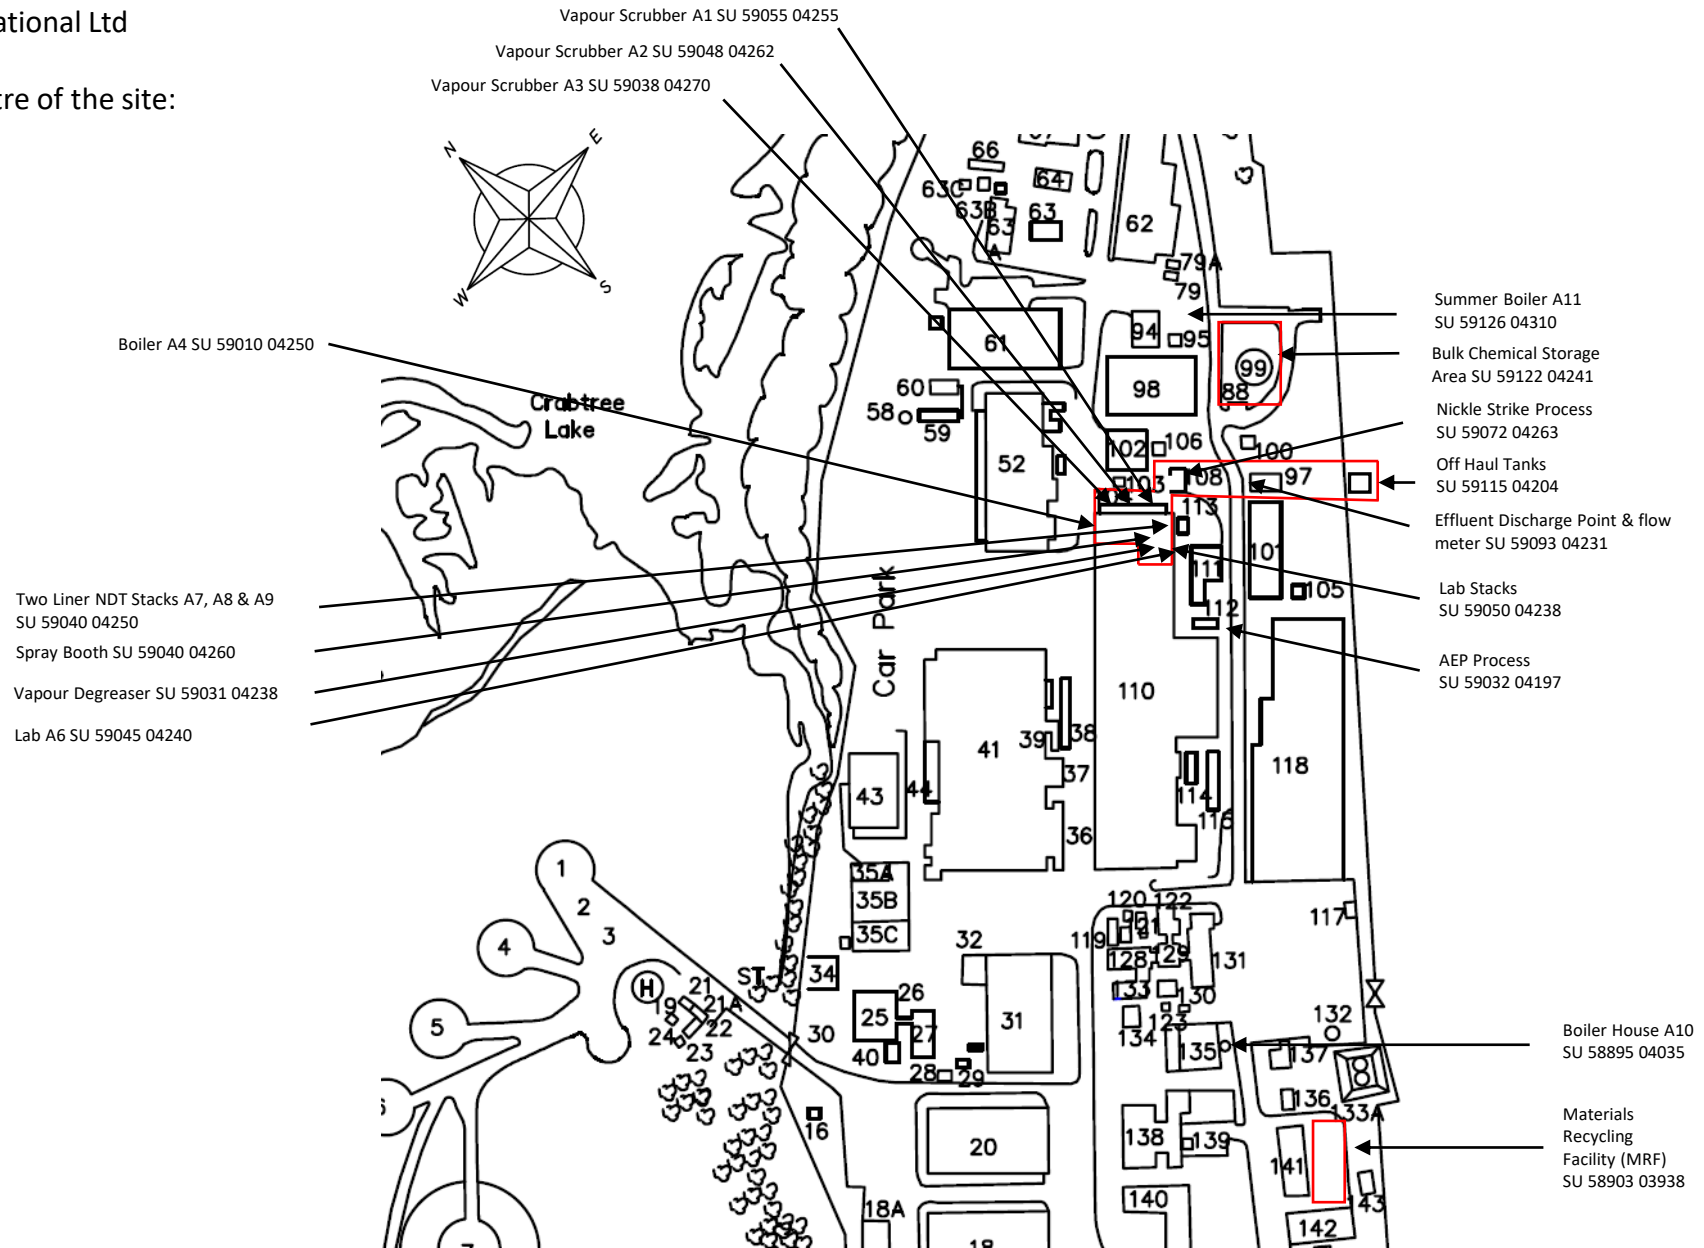 ational Ltd
tre of the site:
Vapour Scrubber A1 SU 59055 04255
Vapour Scrubber A2 SU 59048 04262
Vapour Scrubber A3 SU 59038 04270
N
E
W
S
Boiler A4 SU 59010 04250
Two Liner NDT Stacks A7, A8 & A9
SU 59040 04250
Spray Booth SU 59040 04260
Vapour Degreaser SU 59031 04238
Lab A6 SU 59045 04240
Summer Boiler A11
SU 59126 04310
Bulk Chemical Storage
Area SU 59122 04241
Nickle Strike Process
SU 59072 04263
Off Haul Tanks
SU 59115 04204
Effluent Discharge Point & flow
meter SU 59093 04231
Lab Stacks
SU 59050 04238
AEP Process
SU 59032 04197
Boiler House A10
SU 58895 04035
Materials
Recycling
Facility (MRF)
SU 58903 03938
Crabtree
Lake
Car Park
66
64
63C
63B
63
63
A
62
79A
79
61
94
95
99
88
60
58
59
98
52
102
106
100
103
108
97
113
101
111
105
112
110
41
39
38
37
36
43
44
114
116
118
35A
35B
35C
1
2
3
4
5
H
19
21
21A
22
23
24
ST
34
32
31
25
26
27
40
28
29
30
16
20
18A
18
120
122
121
119
128
129
131
133
130
123
134
135
117
132
137
136
133A
138
139
140
141
142
143